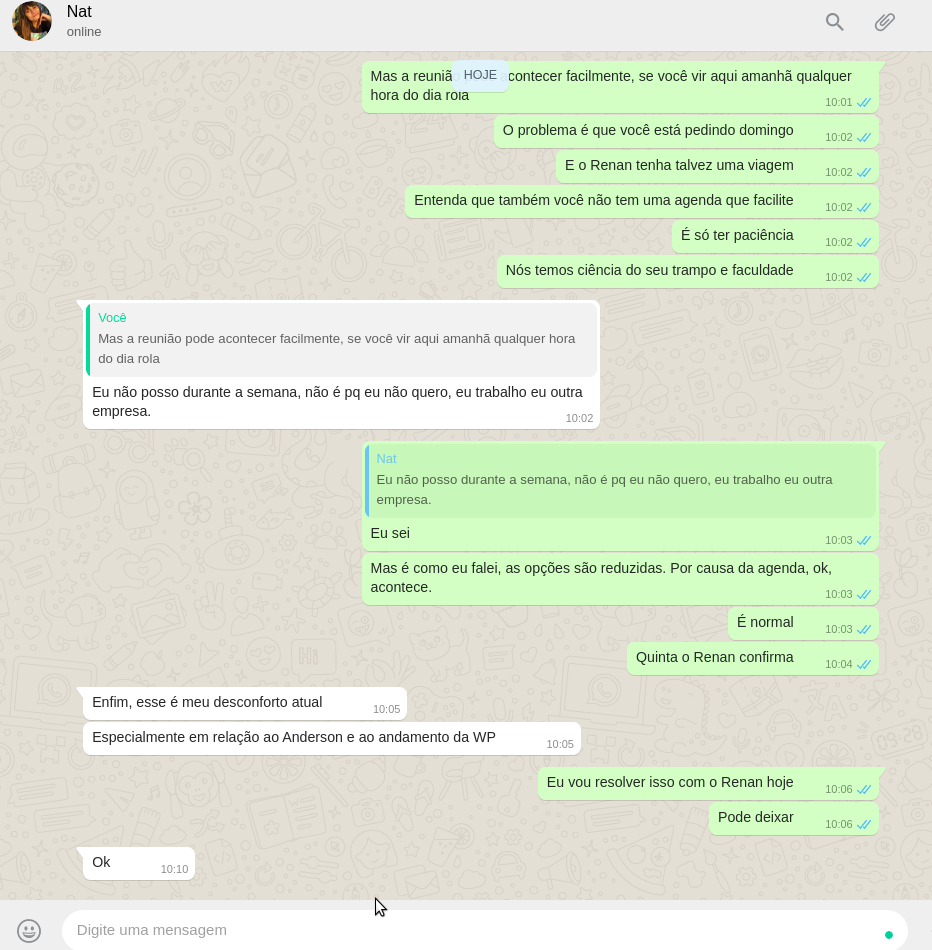 Nat
online
HOJE
Mas a reunião acontecer facilmente, se você vir aqui amanhã qualquer
hora do dia rola
10:01
O problema é que você está pedindo domingo
10:02
E o Renan tenha talvez uma viagem
10:02
Entenda que também você não tem uma agenda que facilite
10:02
É só ter paciência
10:02
Nós temos ciência do seu trampo e faculdade
10:02
Você
Mas a reunião pode acontecer facilmente, se você vir aqui amanhã qualquer hora
do dia rola
Eu não posso durante a semana, não é pq eu não quero, eu trabalho eu outra
empresa.
10:02
Nat
Eu não posso durante a semana, não é pq eu não quero, eu trabalho eu outra
empresa.
Eu sei
10:03
Mas é como eu falei, as opções são reduzidas. Por causa da agenda, ok,
acontece.
10:03
É normal
10:03
Quinta o Renan confirma
10:04
Enfim, esse é meu desconforto atual
10:05
Especialmente em relação ao Anderson e ao andamento da WP
10:05
Eu vou resolver isso com o Renan hoje
10:06
Pode deixar
10:06
Ok
10:10
Digite uma mensagem